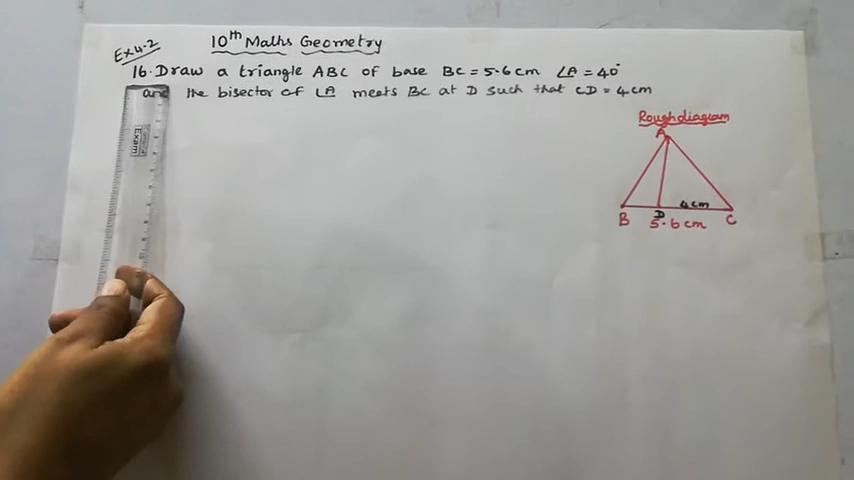 Ex 4.2
10th Maths Geometry
16. Draw a triangle ABC of base BC = 5.6 cm ∠A = 40°
and the bisector of ∠A meets BC at D such that CD = 4 cm
Rough diagram
A
4 cm
B D C
5.6 cm
Exam